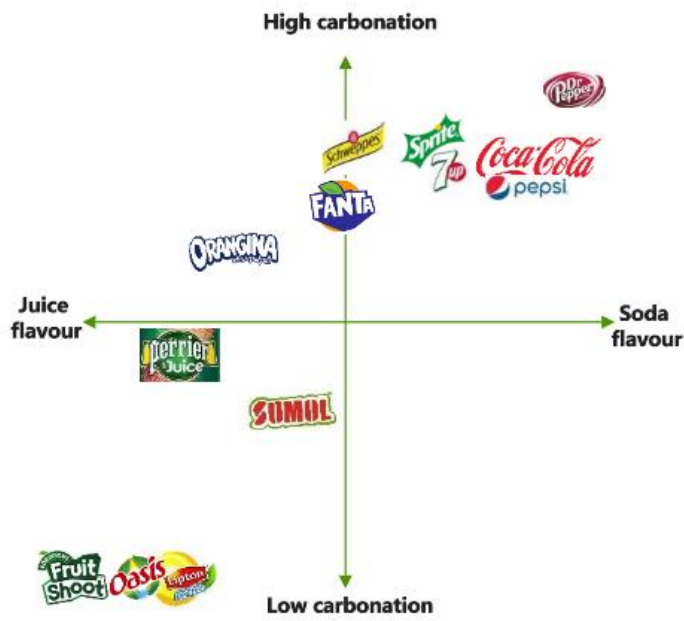 High carbonation
Dr
Pepper
Schweppes
Sprite
7up
Coca-Cola
pepsi
FANTA
ORANGINA
Juice
flavour
Soda
flavour
perrier
& Juice
SUMOL
Fruit
Shoot
Oasis
Lipton
Low carbonation